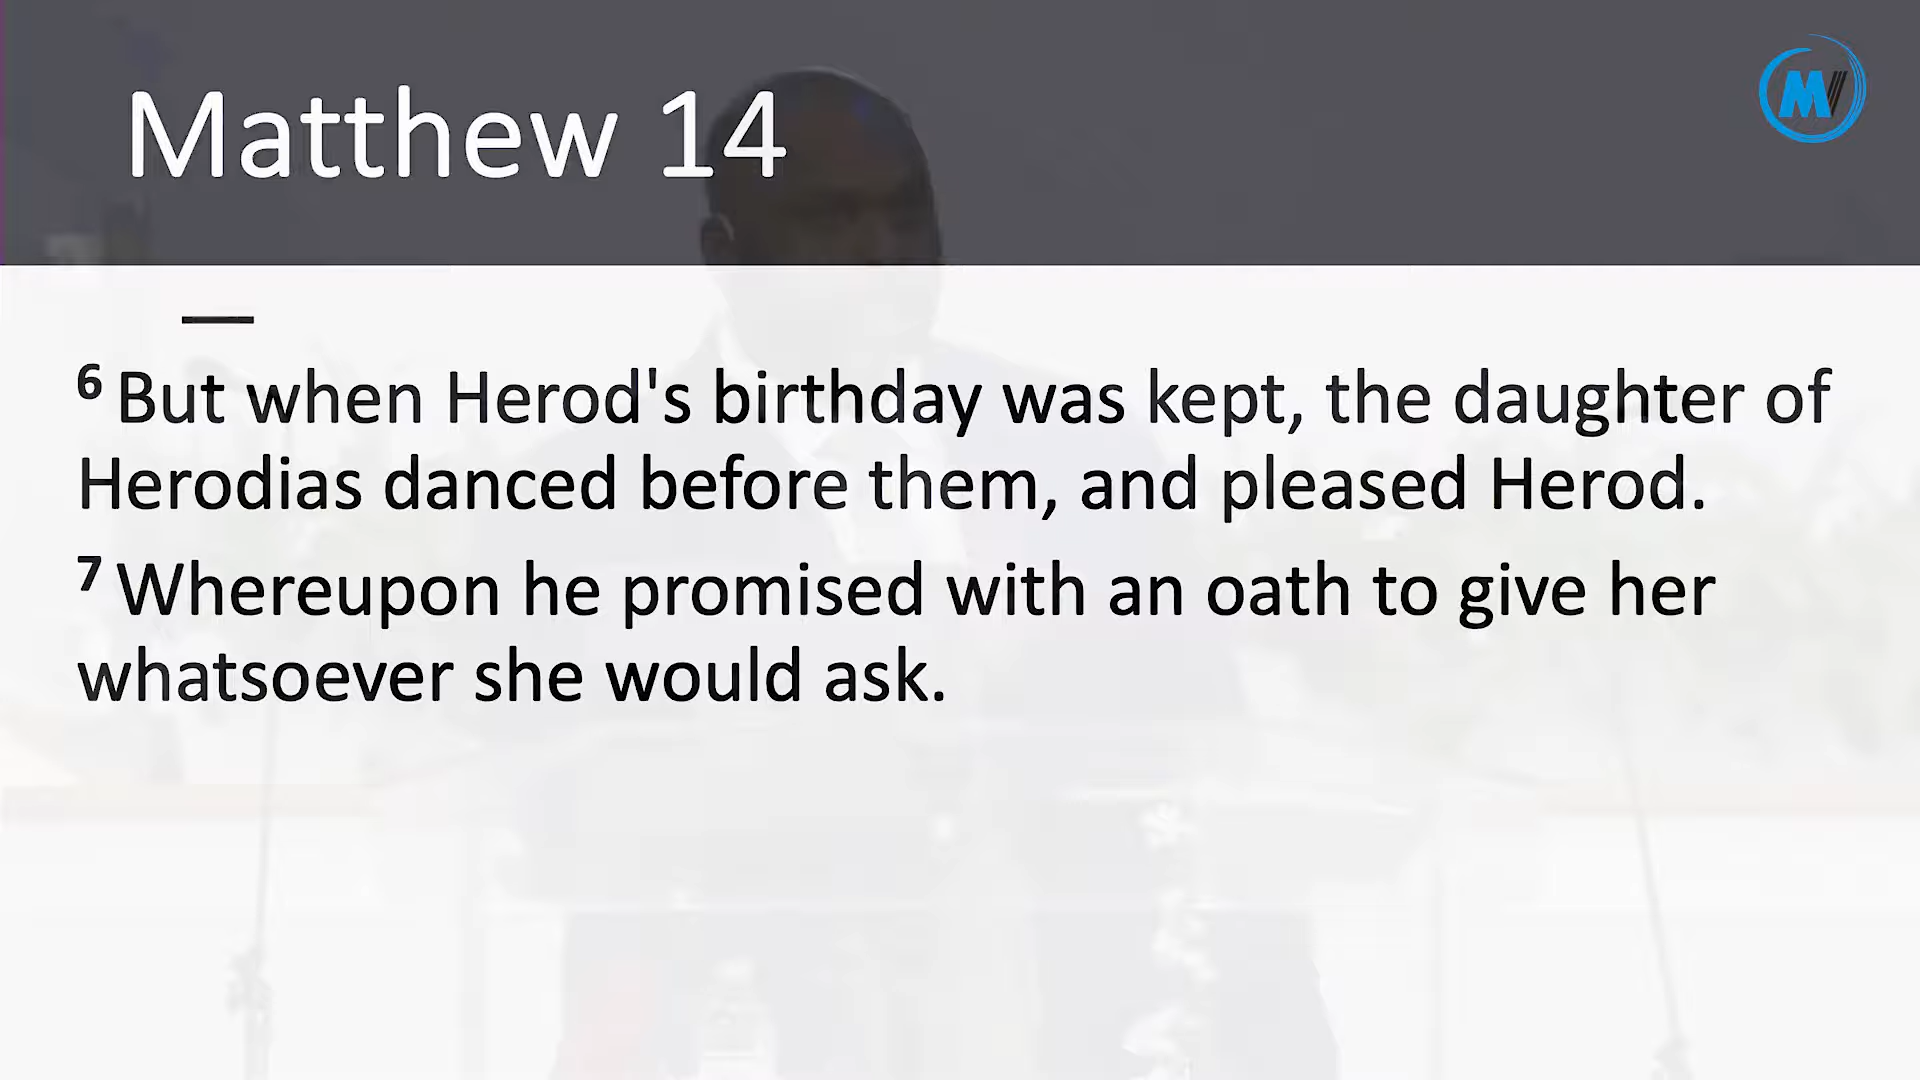 Matthew 14
MV
6 But when Herod's birthday was kept, the daughter of
Herodias danced before them, and pleased Herod.
7 Whereupon he promised with an oath to give her
whatsoever she would ask.